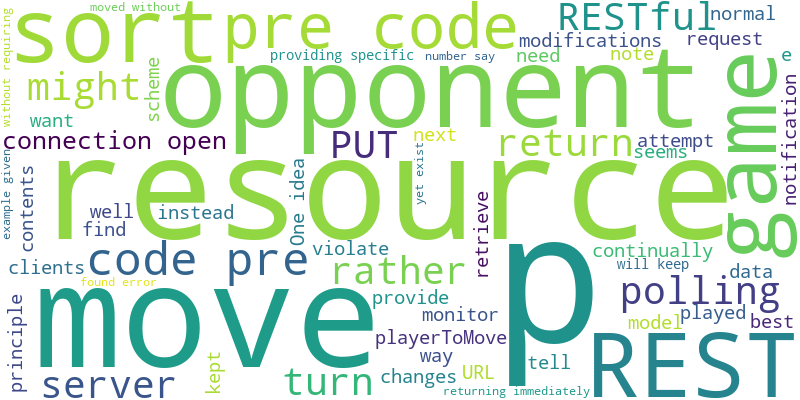 moved without
sort
pre code
RESTful
normal
modifications
request
providing specific
number say
need
note
e
without requiring
might
scheme
opponent
game
notification
want
connection open
PUT
next
return
attempt
seems
example given
contents
resource
yet exist
One idea
well
instead
find
retrieve
code pre
violate
continually
clients
rather
p
will keep
data
found error
move
provide
polling
principle
monitor
model
played
best
playerToMove
REST
way
tell
server
kept
turn
changes
URL
returning immediately